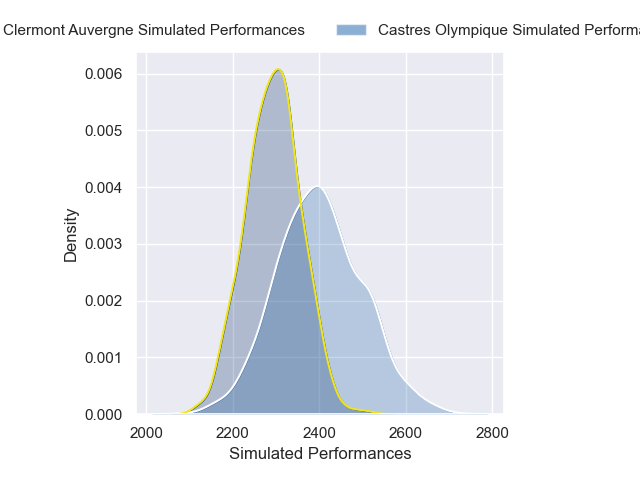 Clermont Auvergne Simulated Performances
Castres Olympique Simulated
0.006
0.005
0.004
0.003
0.002
0.001
0.000
Density
2000 2200 2400 2600 2800
Simulated Performances